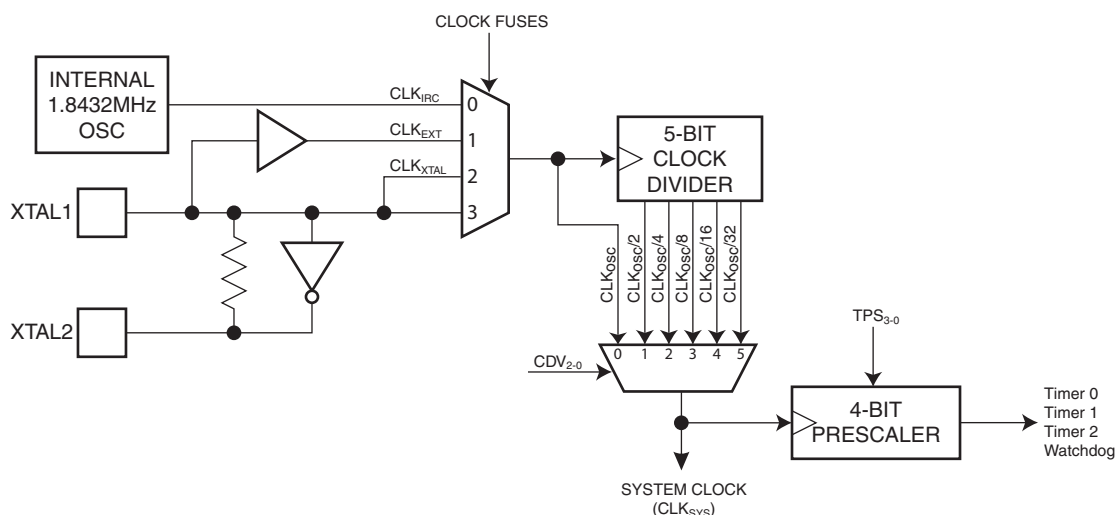 CLOCK FUSES
INTERNAL
1.8432MHz
OSC
CLKIRC
0
CLKEXT
1
CLKXTAL
2
3
XTAL1
XTAL2
5-BIT
CLOCK
DIVIDER
CLKOSC
CLKOSC/2
CLKOSC/4
CLKOSC/8
CLKOSC/16
CLKOSC/32
0 1 2 3 4 5
CDV2-0
TPS3-0
4-BIT
PRESCALER
Timer 0
Timer 1
Timer 2
Watchdog
SYSTEM CLOCK
(CLKSYS)